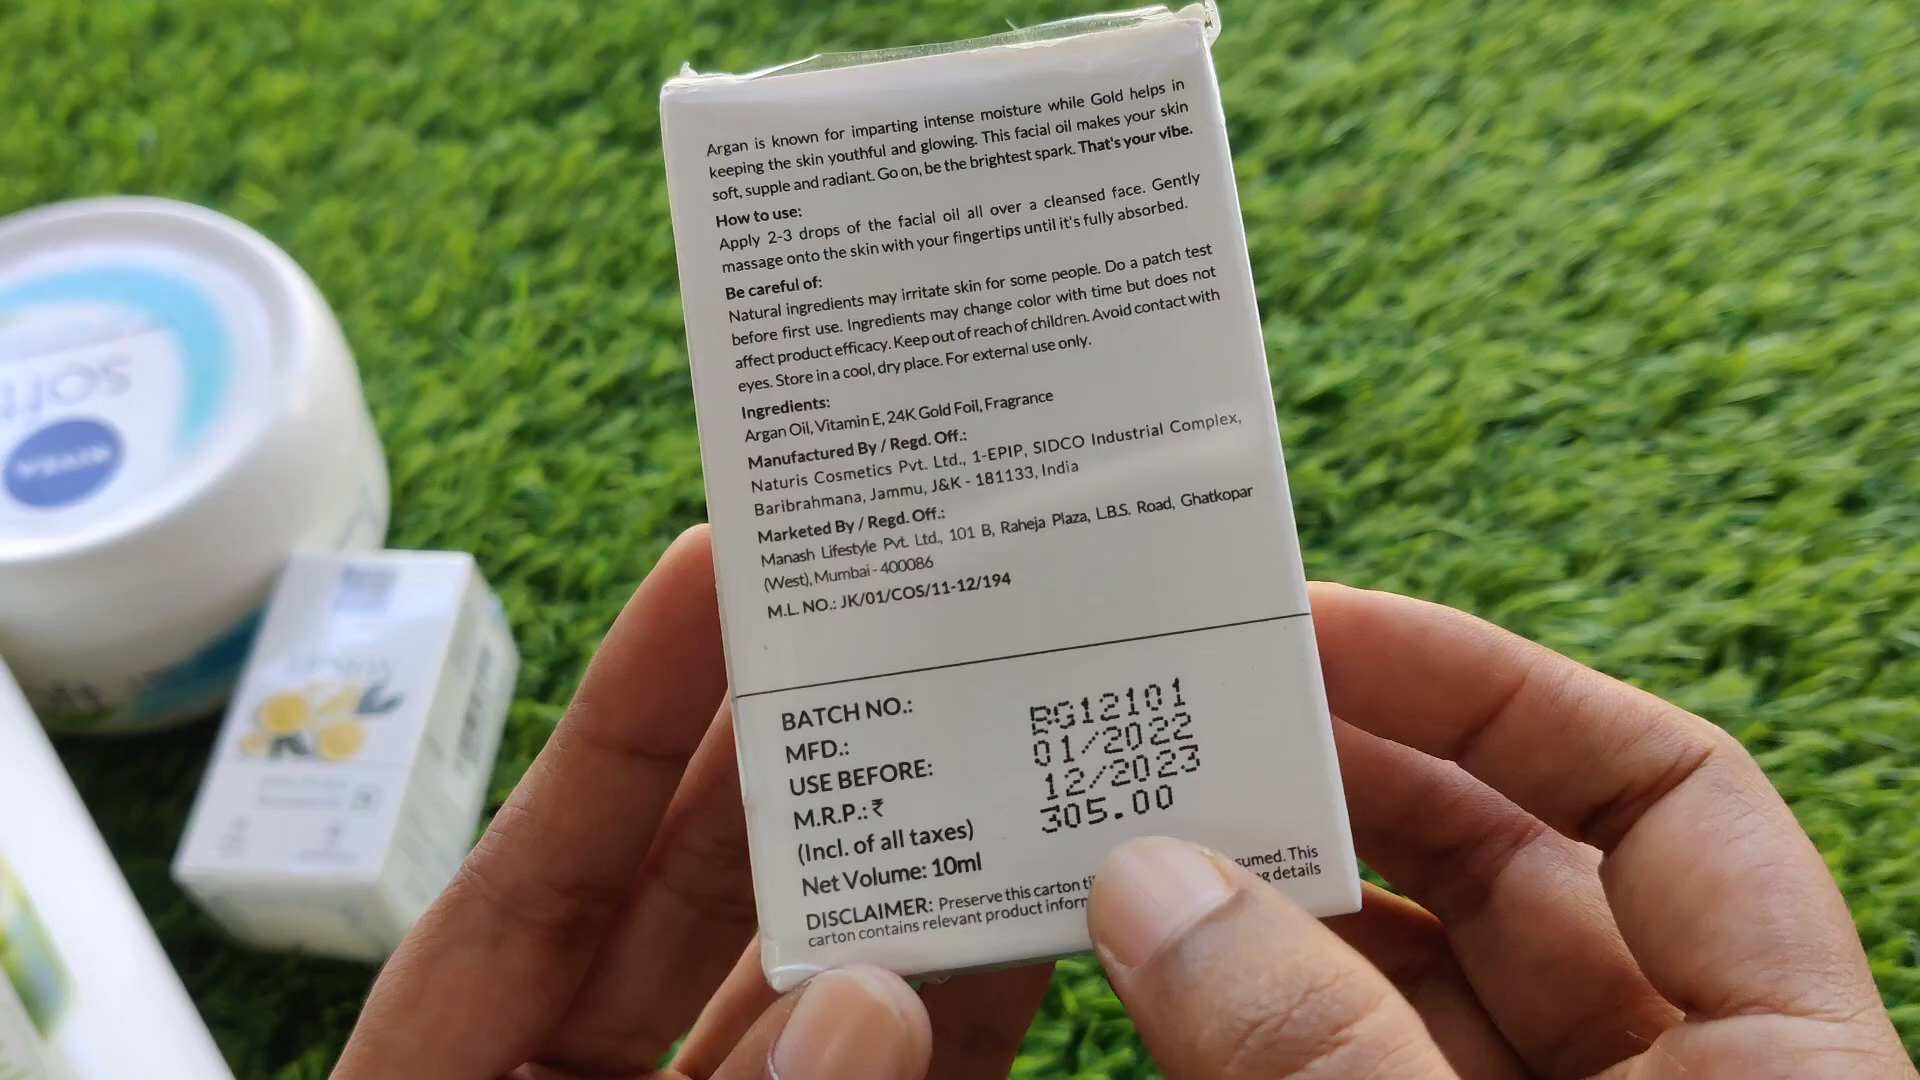 Argan is known for imparting intense moisture while Gold helps in
keeping the skin youthful and glowing. This facial oil makes your skin
soft, supple and radiant. Go on, be the brightest spark. That's your vibe.
How to use:
Apply 2-3 drops of the facial oil all over a cleansed face. Gently
massage onto the skin with your fingertips until it's fully absorbed.
Be careful of:
Natural ingredients may irritate skin for some people. Do a patch test
before first use. Ingredients may change color with time but does not
affect product efficacy. Keep out of reach of children. Avoid contact with
eyes. Store in a cool, dry place. For external use only.
Ingredients:
Argan Oil, Vitamin E, 24K Gold Foil, Fragrance
Manufactured By / Regd. Off.:
Naturis Cosmetics Pvt. Ltd., 1-EPIP, SIDCO Industrial Complex,
Baribrahmana, Jammu, J&K - 181133, India
Marketed By / Regd. Off.:
Manash Lifestyle Pvt. Ltd., 101 B, Raheja Plaza, L.B.S. Road, Ghatkopar
(West), Mumbai - 400086
M.L. NO.: JK/01/COS/11-12/194
BATCH NO.: RG12101
MFD.: 01/2022
USE BEFORE: 12/2023
M.R.P.: ₹ 305.00
(Incl. of all taxes)
Net Volume: 10ml
DISCLAIMER: Preserve this carton This
carton contains relevant product details
NIVEA
SOFT